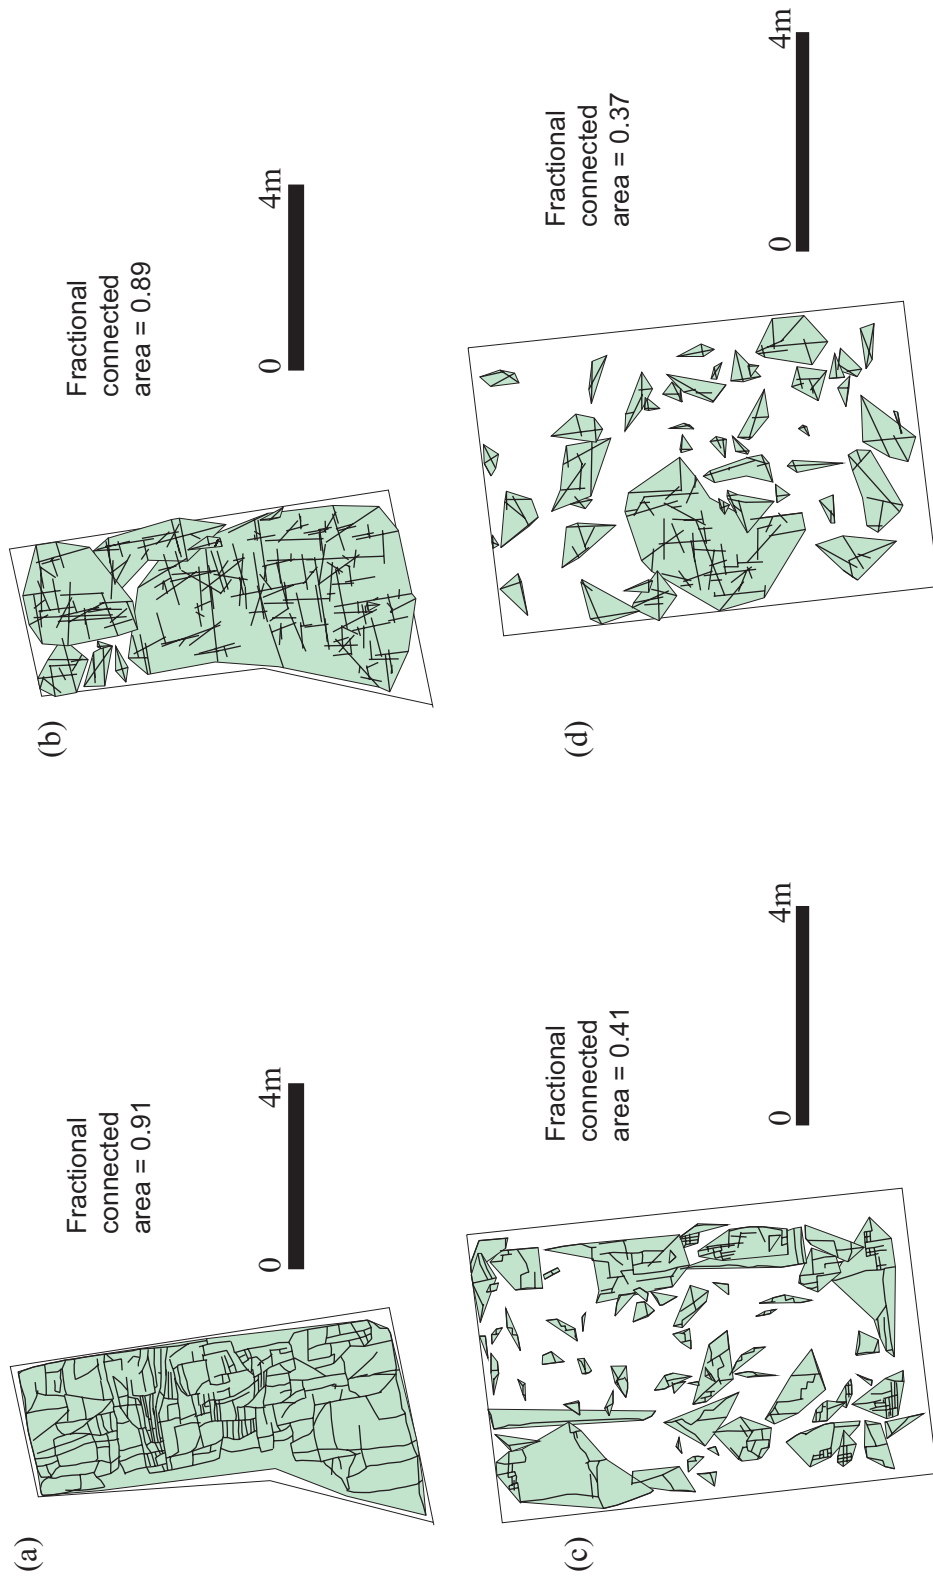 (a)
Fractional
connected
area = 0.91
0 4m
(b)
Fractional
connected
area = 0.89
0 4m
(c)
Fractional
connected
area = 0.41
0 4m
(d)
Fractional
connected
area = 0.37
0 4m